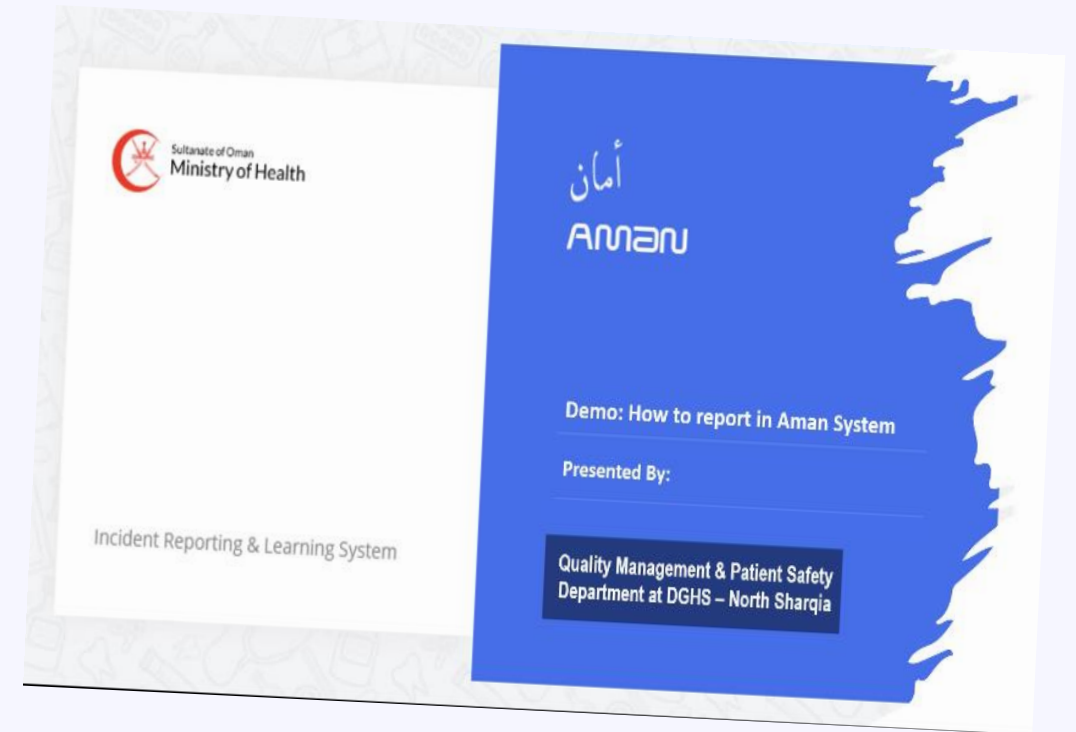 Sultanate of Oman
Ministry of Health
Incident Reporting & Learning System
أمان
AMAN
Demo: How to report in Aman System
Presented By:
Quality Management & Patient Safety
Department at DGHS – North Sharqia